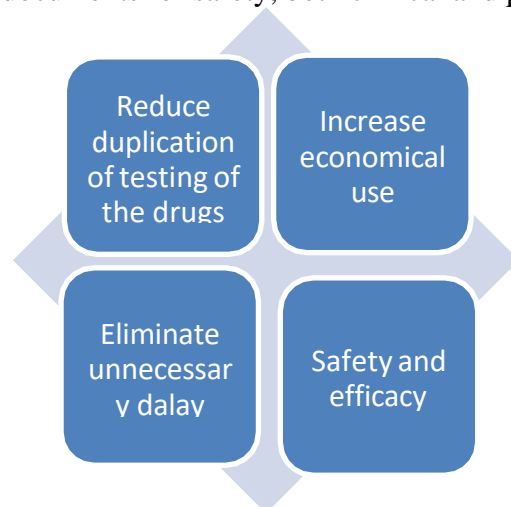 Reduce
duplication
of testing of
the drugs
Increase
economical
use
Eliminate
unnecessar
y dalay
Safety and
efficacy